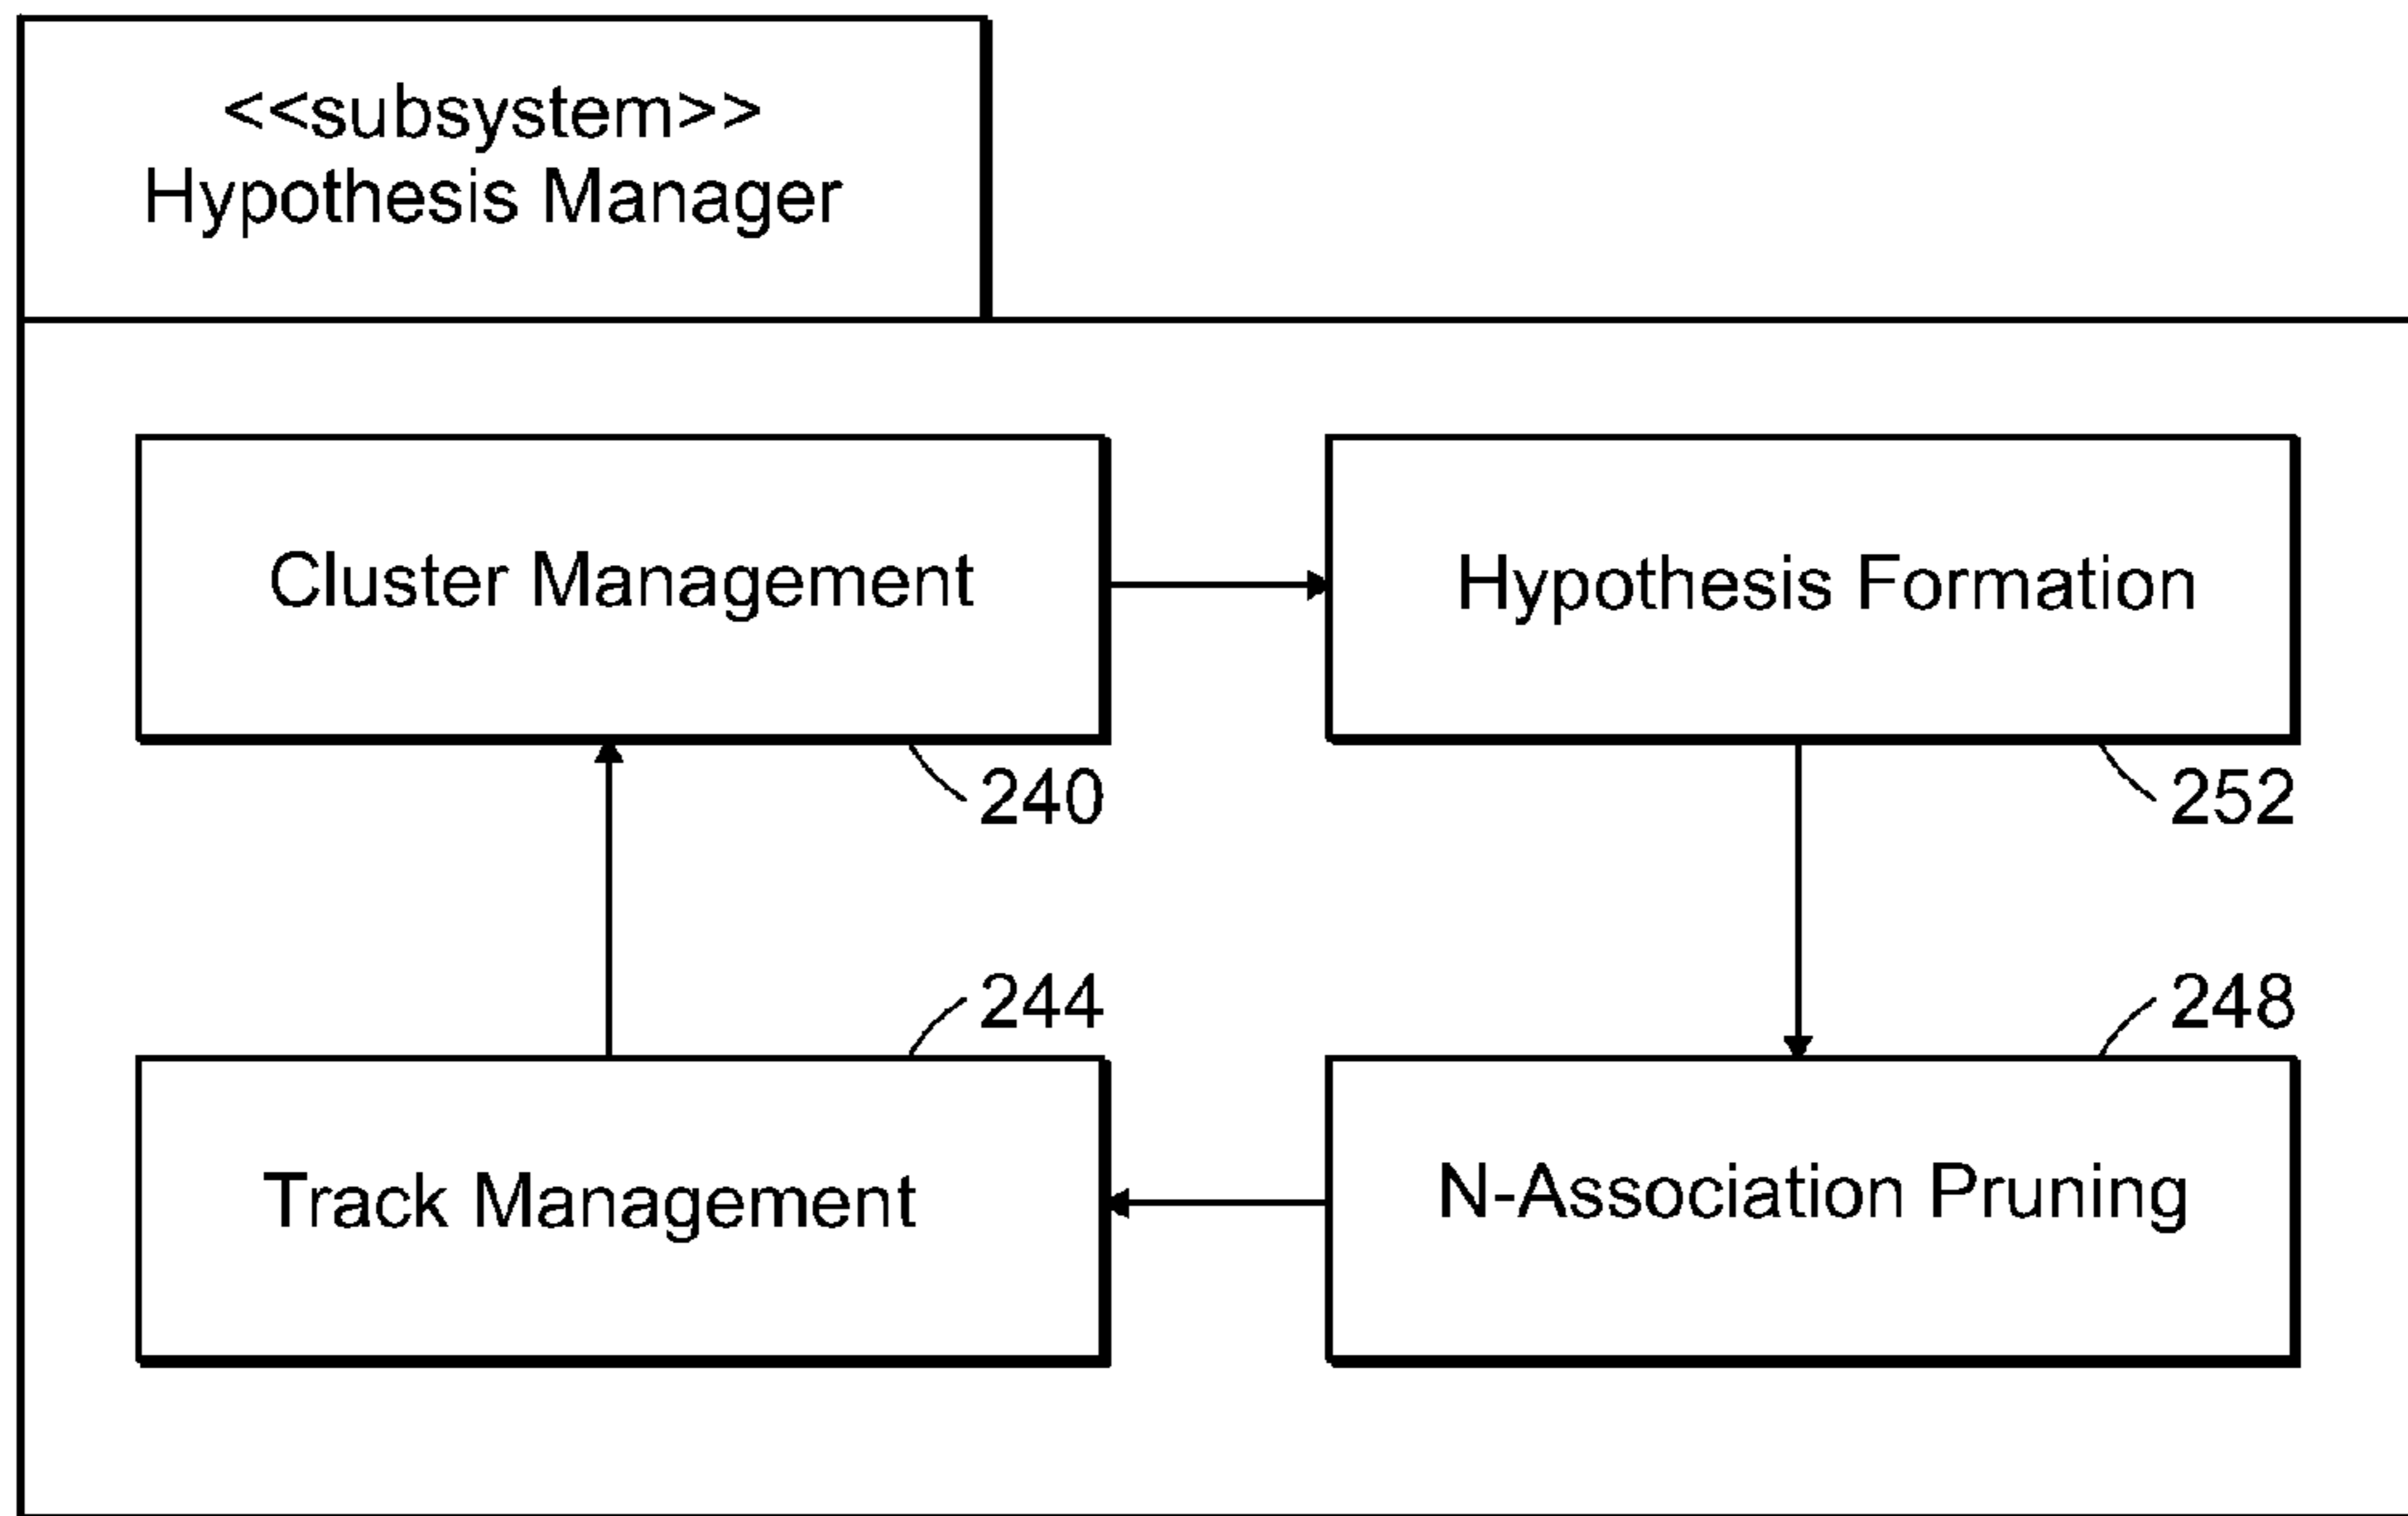 <<subsystem>>
Hypothesis Manager
Cluster Management
Hypothesis Formation
240
252
244
248
Track Management
N-Association Pruning